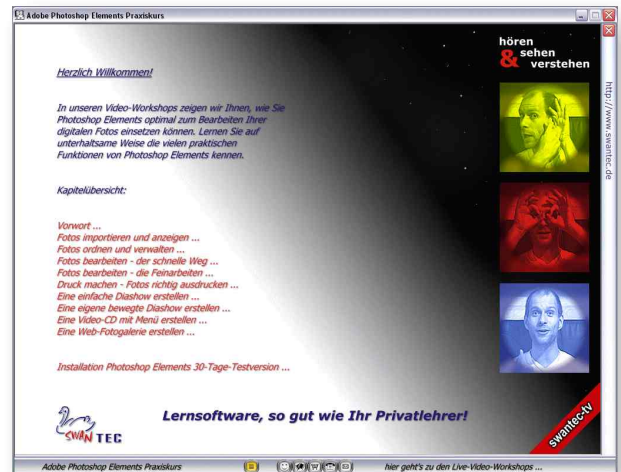 Adobe Photoshop Elements Praxiskurs
hören
& sehen
verstehen
http://www.swantec.de
Herzlich Willkommen!
In unseren Video-Workshops zeigen wir Ihnen, wie Sie
Photoshop Elements optimal zum Bearbeiten Ihrer
digitalen Fotos einsetzen können. Lernen Sie auf
unterhaltsame Weise die vielen praktischen
Funktionen von Photoshop Elements kennen.
Kapitelübersicht:
Vorwort ...
Fotos importieren und anzeigen ...
Fotos ordnen und verwalten ...
Fotos bearbeiten - der schnelle Weg ...
Fotos bearbeiten - die Feinarbeiten ...
Druck machen - Fotos richtig ausdrucken ...
Eine einfache Diashow erstellen ...
Eine eigene bewegte Diashow erstellen ...
Eine Video-CD mit Menü erstellen ...
Eine Web-Fotogalerie erstellen ...
Installation Photoshop Elements 30-Tage-Testversion ...
SWAN TEC
Lernsoftware, so gut wie Ihr Privatlehrer!
swantec-tv
Adobe Photoshop Elements Praxiskurs
hier geht's zu den Live-Video-Workshops ...